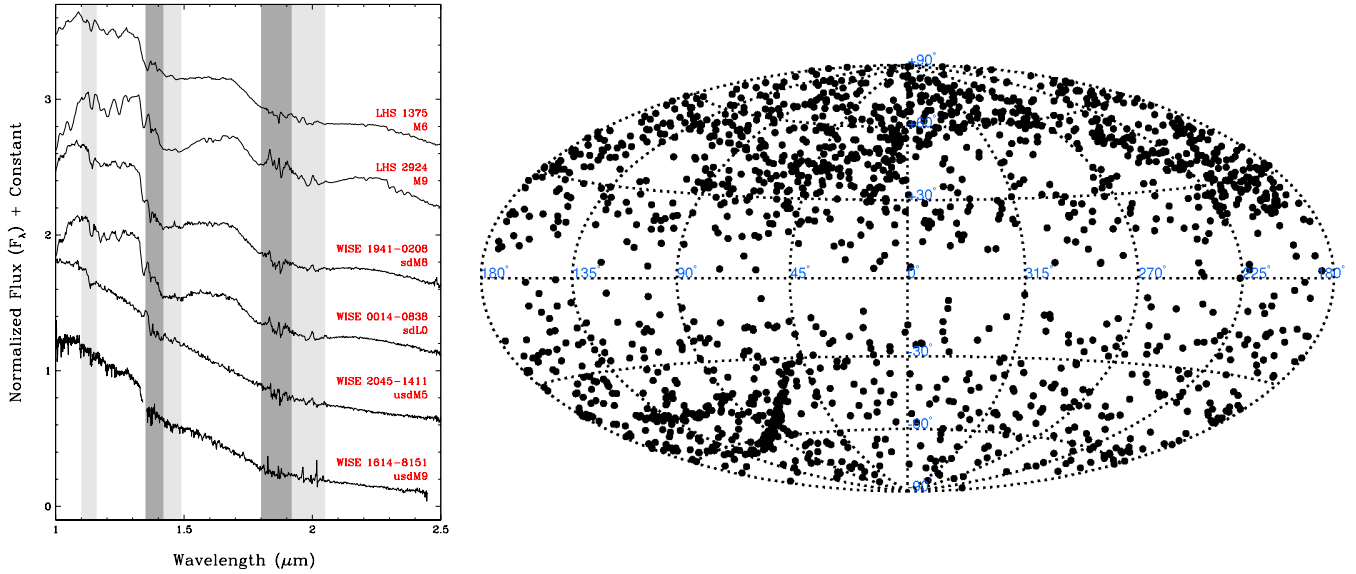 Normalized Flux (Fλ) + Constant
3
2
1
0
LHS 1375
M6
LHS 2924
M9
WISE 1941-0208
sdM8
WISE 0014-0838
sdL0
WISE 2045-1411
usdM5
WISE 1614-8151
usdM9
1
1.5
2
2.5
Wavelength (μm)
+90°
+60°
+30°
180° 135° 90° 45° 0° 315° 270° 225° 180°
-30°
-60°
-90°